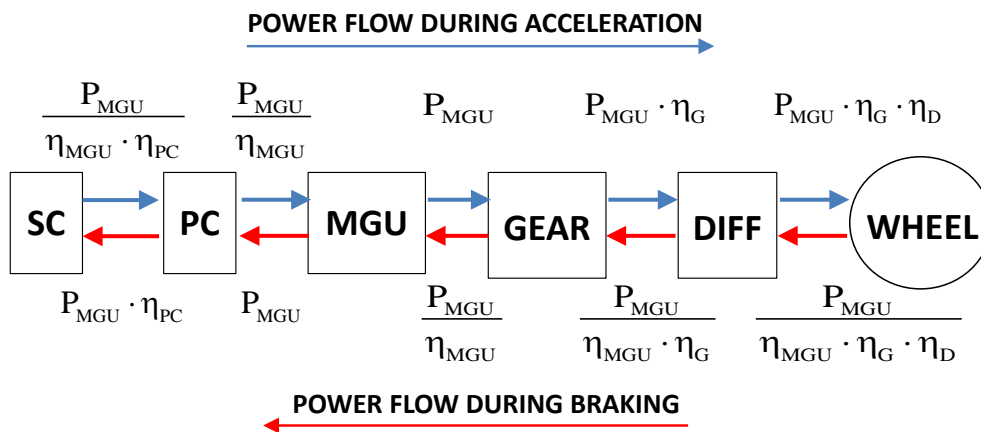 POWER FLOW DURING ACCELERATION
P_MGU / η_MGU · η_PC
P_MGU / η_MGU
P_MGU
P_MGU · η_G
P_MGU · η_G · η_D
SC
PC
MGU
GEAR
DIFF
WHEEL
P_MGU · η_PC
P_MGU
P_MGU / η_MGU
P_MGU / η_MGU · η_G
P_MGU / η_MGU · η_G · η_D
POWER FLOW DURING BRAKING